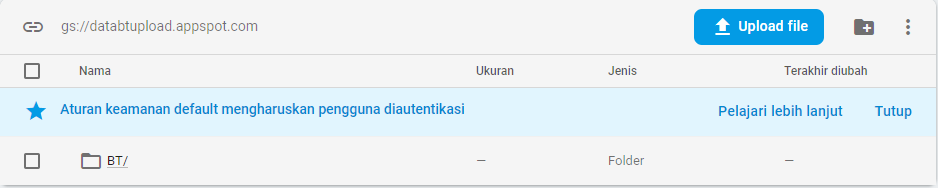 gs://databtupload.appspot.com Upload file
Nama Ukuran Jenis Terakhir diubah
Aturan keamanan default mengharuskan pengguna diautentikasi Pelajari lebih lanjut Tutup
BT/ — Folder —